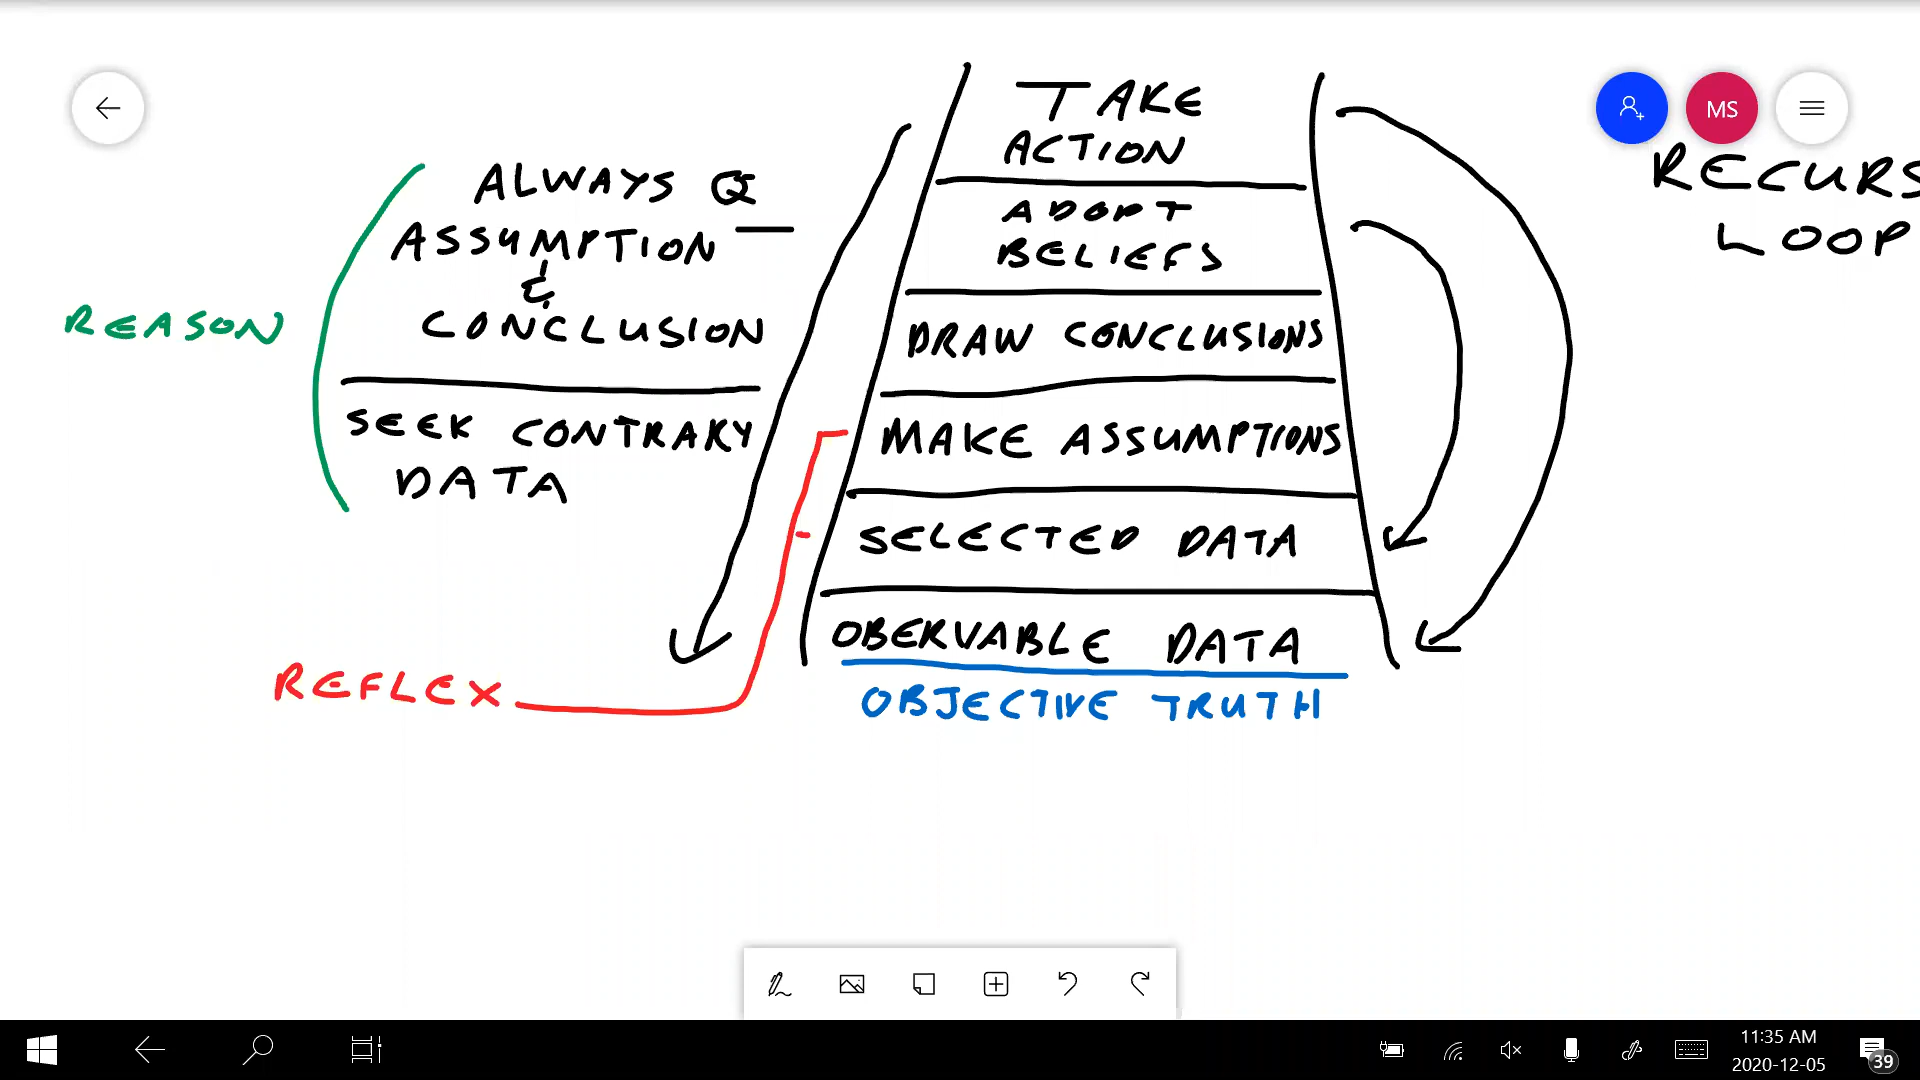 TAKE
ACTION
ADOPT
BELIEFS
DRAW CONCLUSIONS
MAKE ASSUMPTIONS
SELECTED DATA
OBERVABLE DATA
OBJECTIVE TRUTH
ALWAYS Q
ASSUMPTION
&
CONCLUSION
SEEK CONTRARY
DATA
REASON
REFLEX
MS
RECURS
LOOP
11:35 AM
2020-12-05
39